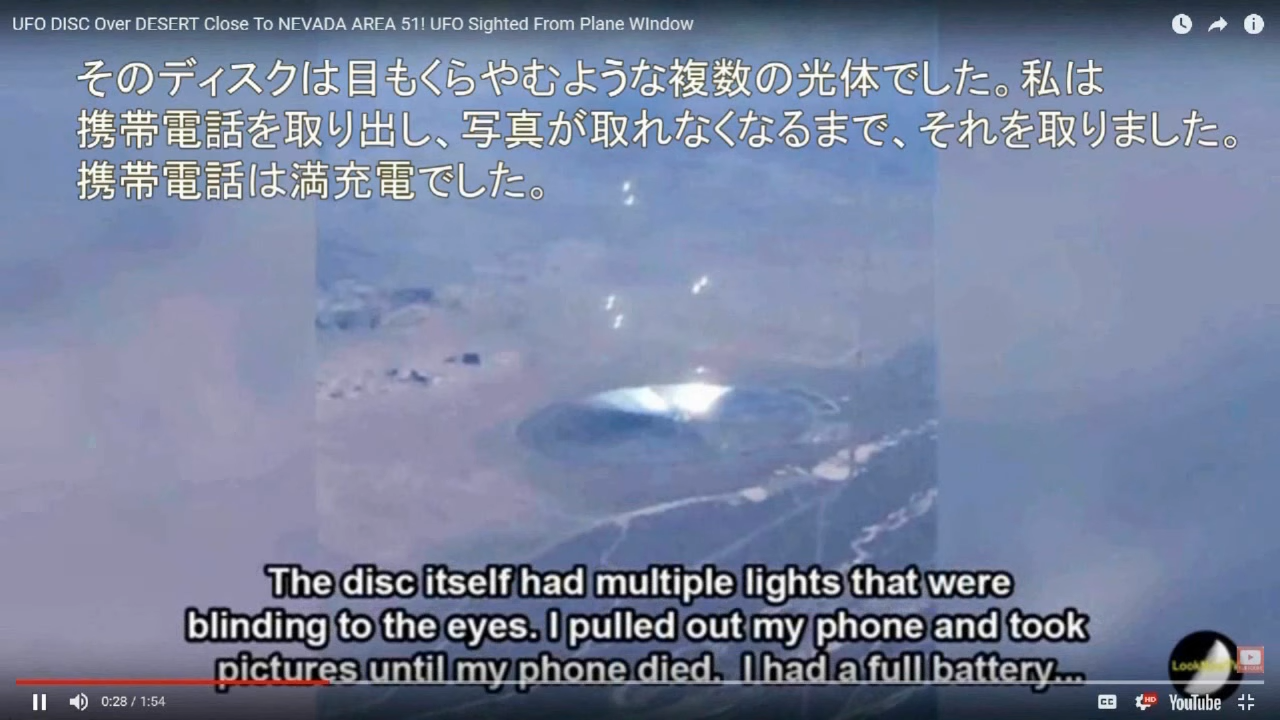 UFO DISC Over DESERT Close To NEVADA AREA 51! UFO Sighted From Plane WIndow
そのディスクは目もくらやむような複数の光体でした。私は
携帯電話を取り出し、写真が取れなくなるまで、それを取りました。
携帯電話は満充電でした。
The disc itself had multiple lights that were
blinding to the eyes. I pulled out my phone and took
pictures until my phone died. I had a full battery...
0:28 / 1:54
CC
HD
YouTube